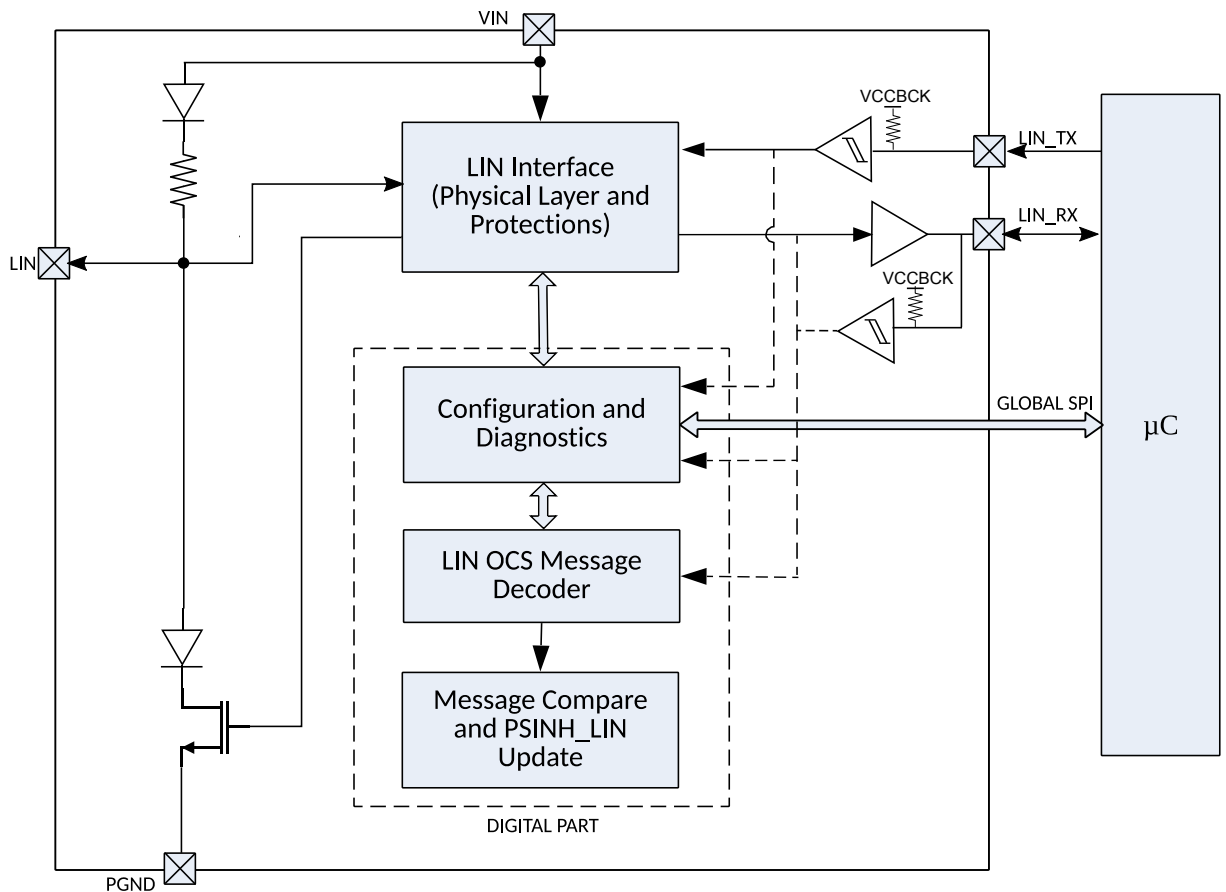 VIN
VCCBCK
LIN_TX
LIN Interface
(Physical Layer and
Protections)
LIN_RX
LIN
VCCBCK
GLOBAL SPI
Configuration and
Diagnostics
µC
LIN OCS Message
Decoder
Message Compare
and PSINH_LIN
Update
DIGITAL PART
PGND